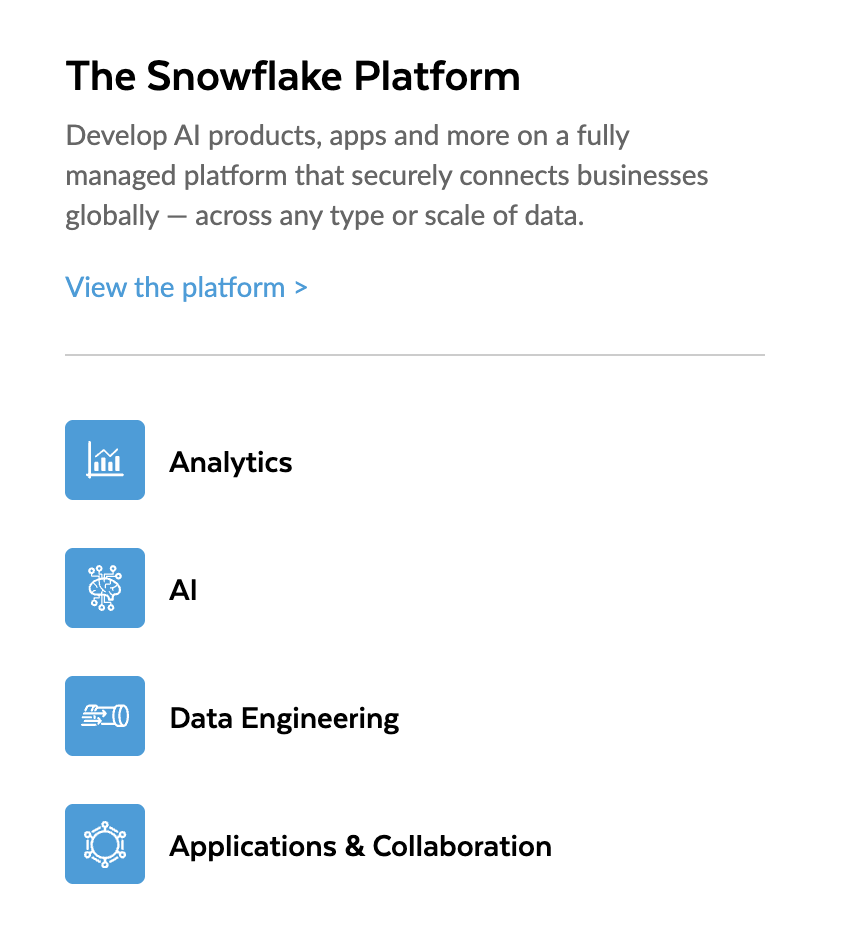 The Snowflake Platform
Develop AI products, apps and more on a fully
managed platform that securely connects businesses
globally — across any type or scale of data.
View the platform >
Analytics
AI
Data Engineering
Applications & Collaboration